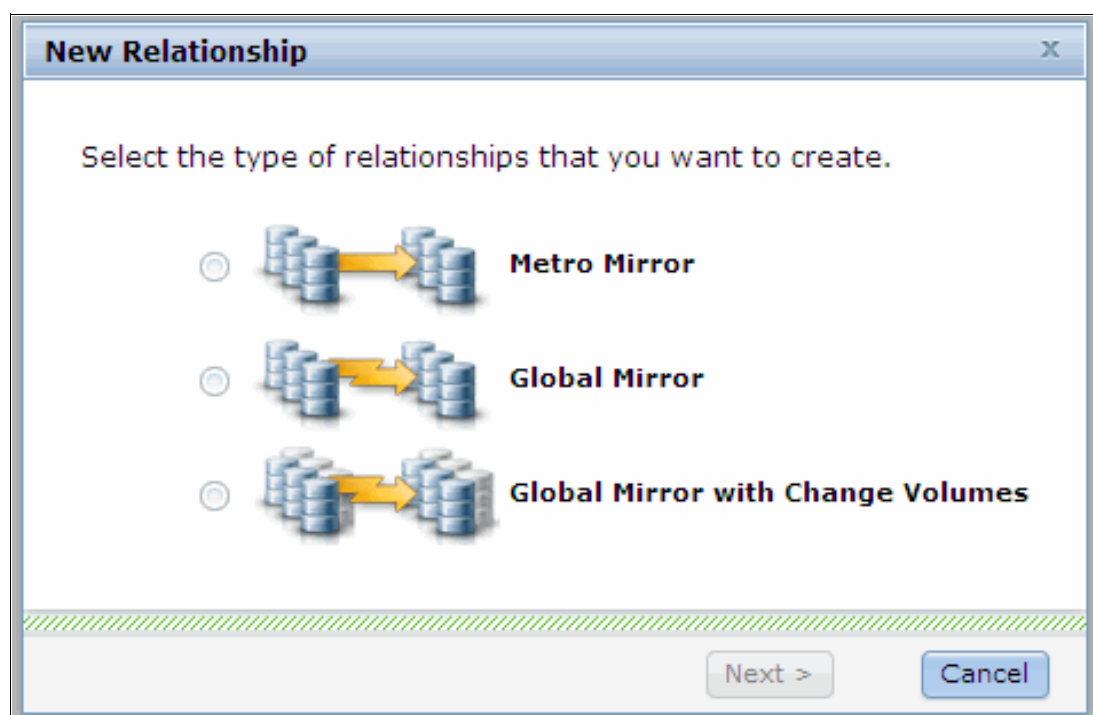 New Relationship
x
Select the type of relationships that you want to create.
Metro Mirror
Global Mirror
Global Mirror with Change Volumes
Next >
Cancel